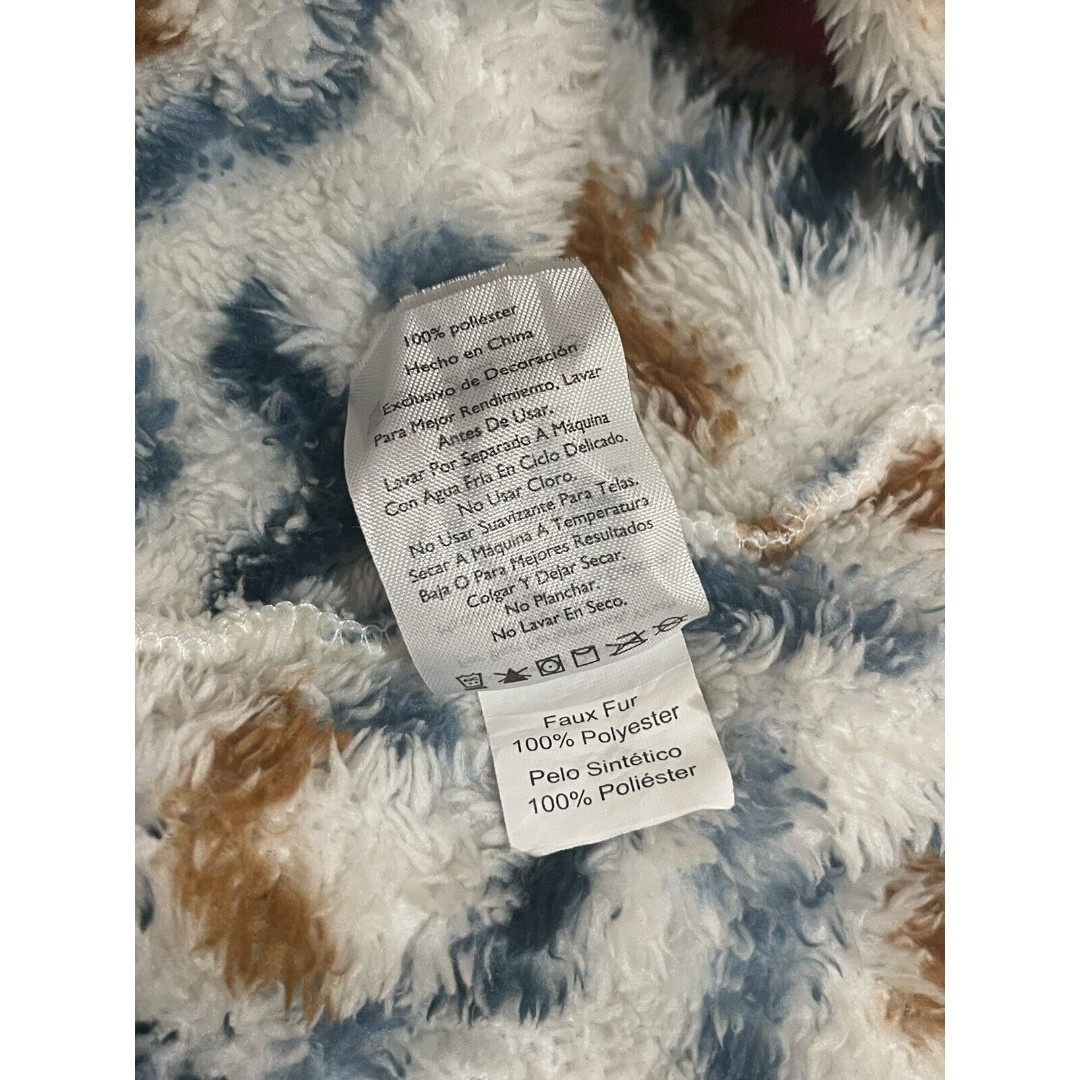 100% poliéster
Hecho en China
Exclusivo de Decoración
Para Mejor Rendimiento, Lavar
Antes De Usar.
Lavar Por Separado A Máquina
Con Agua Fría En Ciclo Delicado.
No Usar Cloro.
No Usar Suavizante Para Telas.
Secar A Máquina A Temperatura
Baja O Para Mejores Resultados
Colgar Y Dejar Secar.
No Planchar.
No Lavar En Seco.
Faux Fur
100% Polyester
Pelo Sintético
100% Poliéster